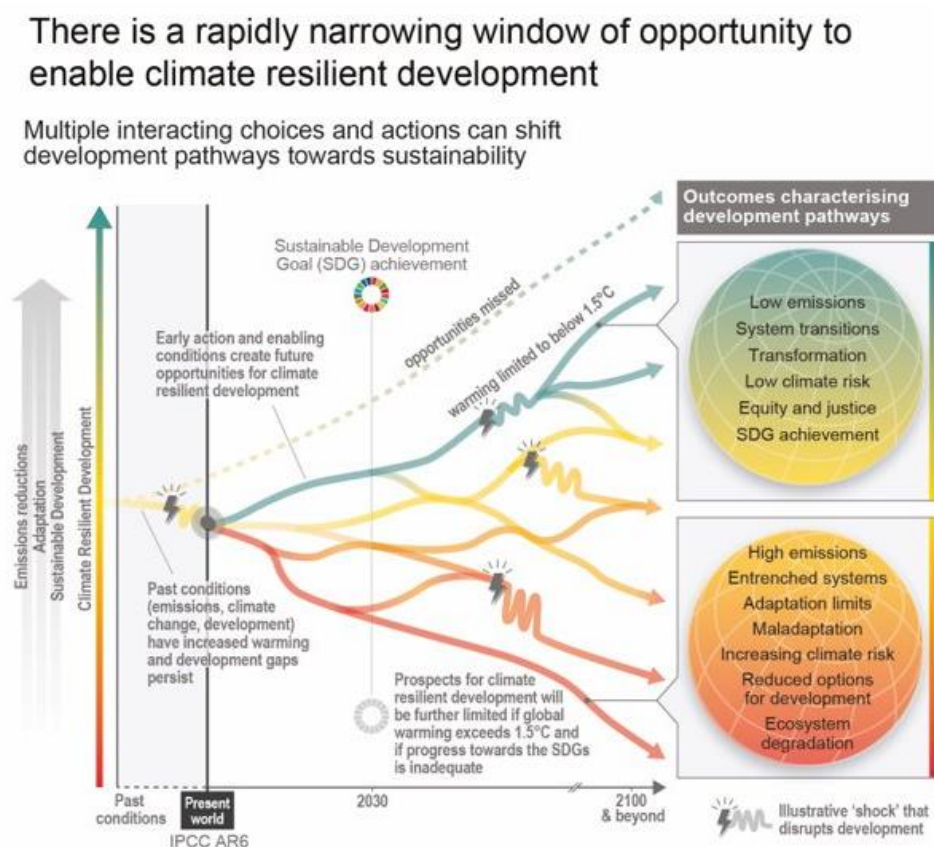 There is a rapidly narrowing window of opportunity to
enable climate resilient development
Multiple interacting choices and actions can shift
development pathways towards sustainability
Outcomes characterising
development pathways
Sustainable Development
Goal (SDG) achievement
opportunities missed
warming limited to below 1.5°C
Early action and enabling
conditions create future
opportunities for climate
resilient development
Low emissions
System transitions
Transformation
Low climate risk
Equity and justice
SDG achievement
Emissions reductions
Adaptation
Sustainable Development
Climate Resilient Development
Past conditions
(emissions, climate
change, development)
have increased warming
and development gaps
persist
Prospects for climate
resilient development will
be further limited if global
warming exceeds 1.5°C and
if progress towards the SDGs
is inadequate
High emissions
Entrenched systems
Adaptation limits
Maladaptation
Increasing climate risk
Reduced options
for development
Ecosystem
degradation
Past
conditions
Present
world
IPCC AR6
2030
2100
& beyond
Illustrative 'shock' that
disrupts development